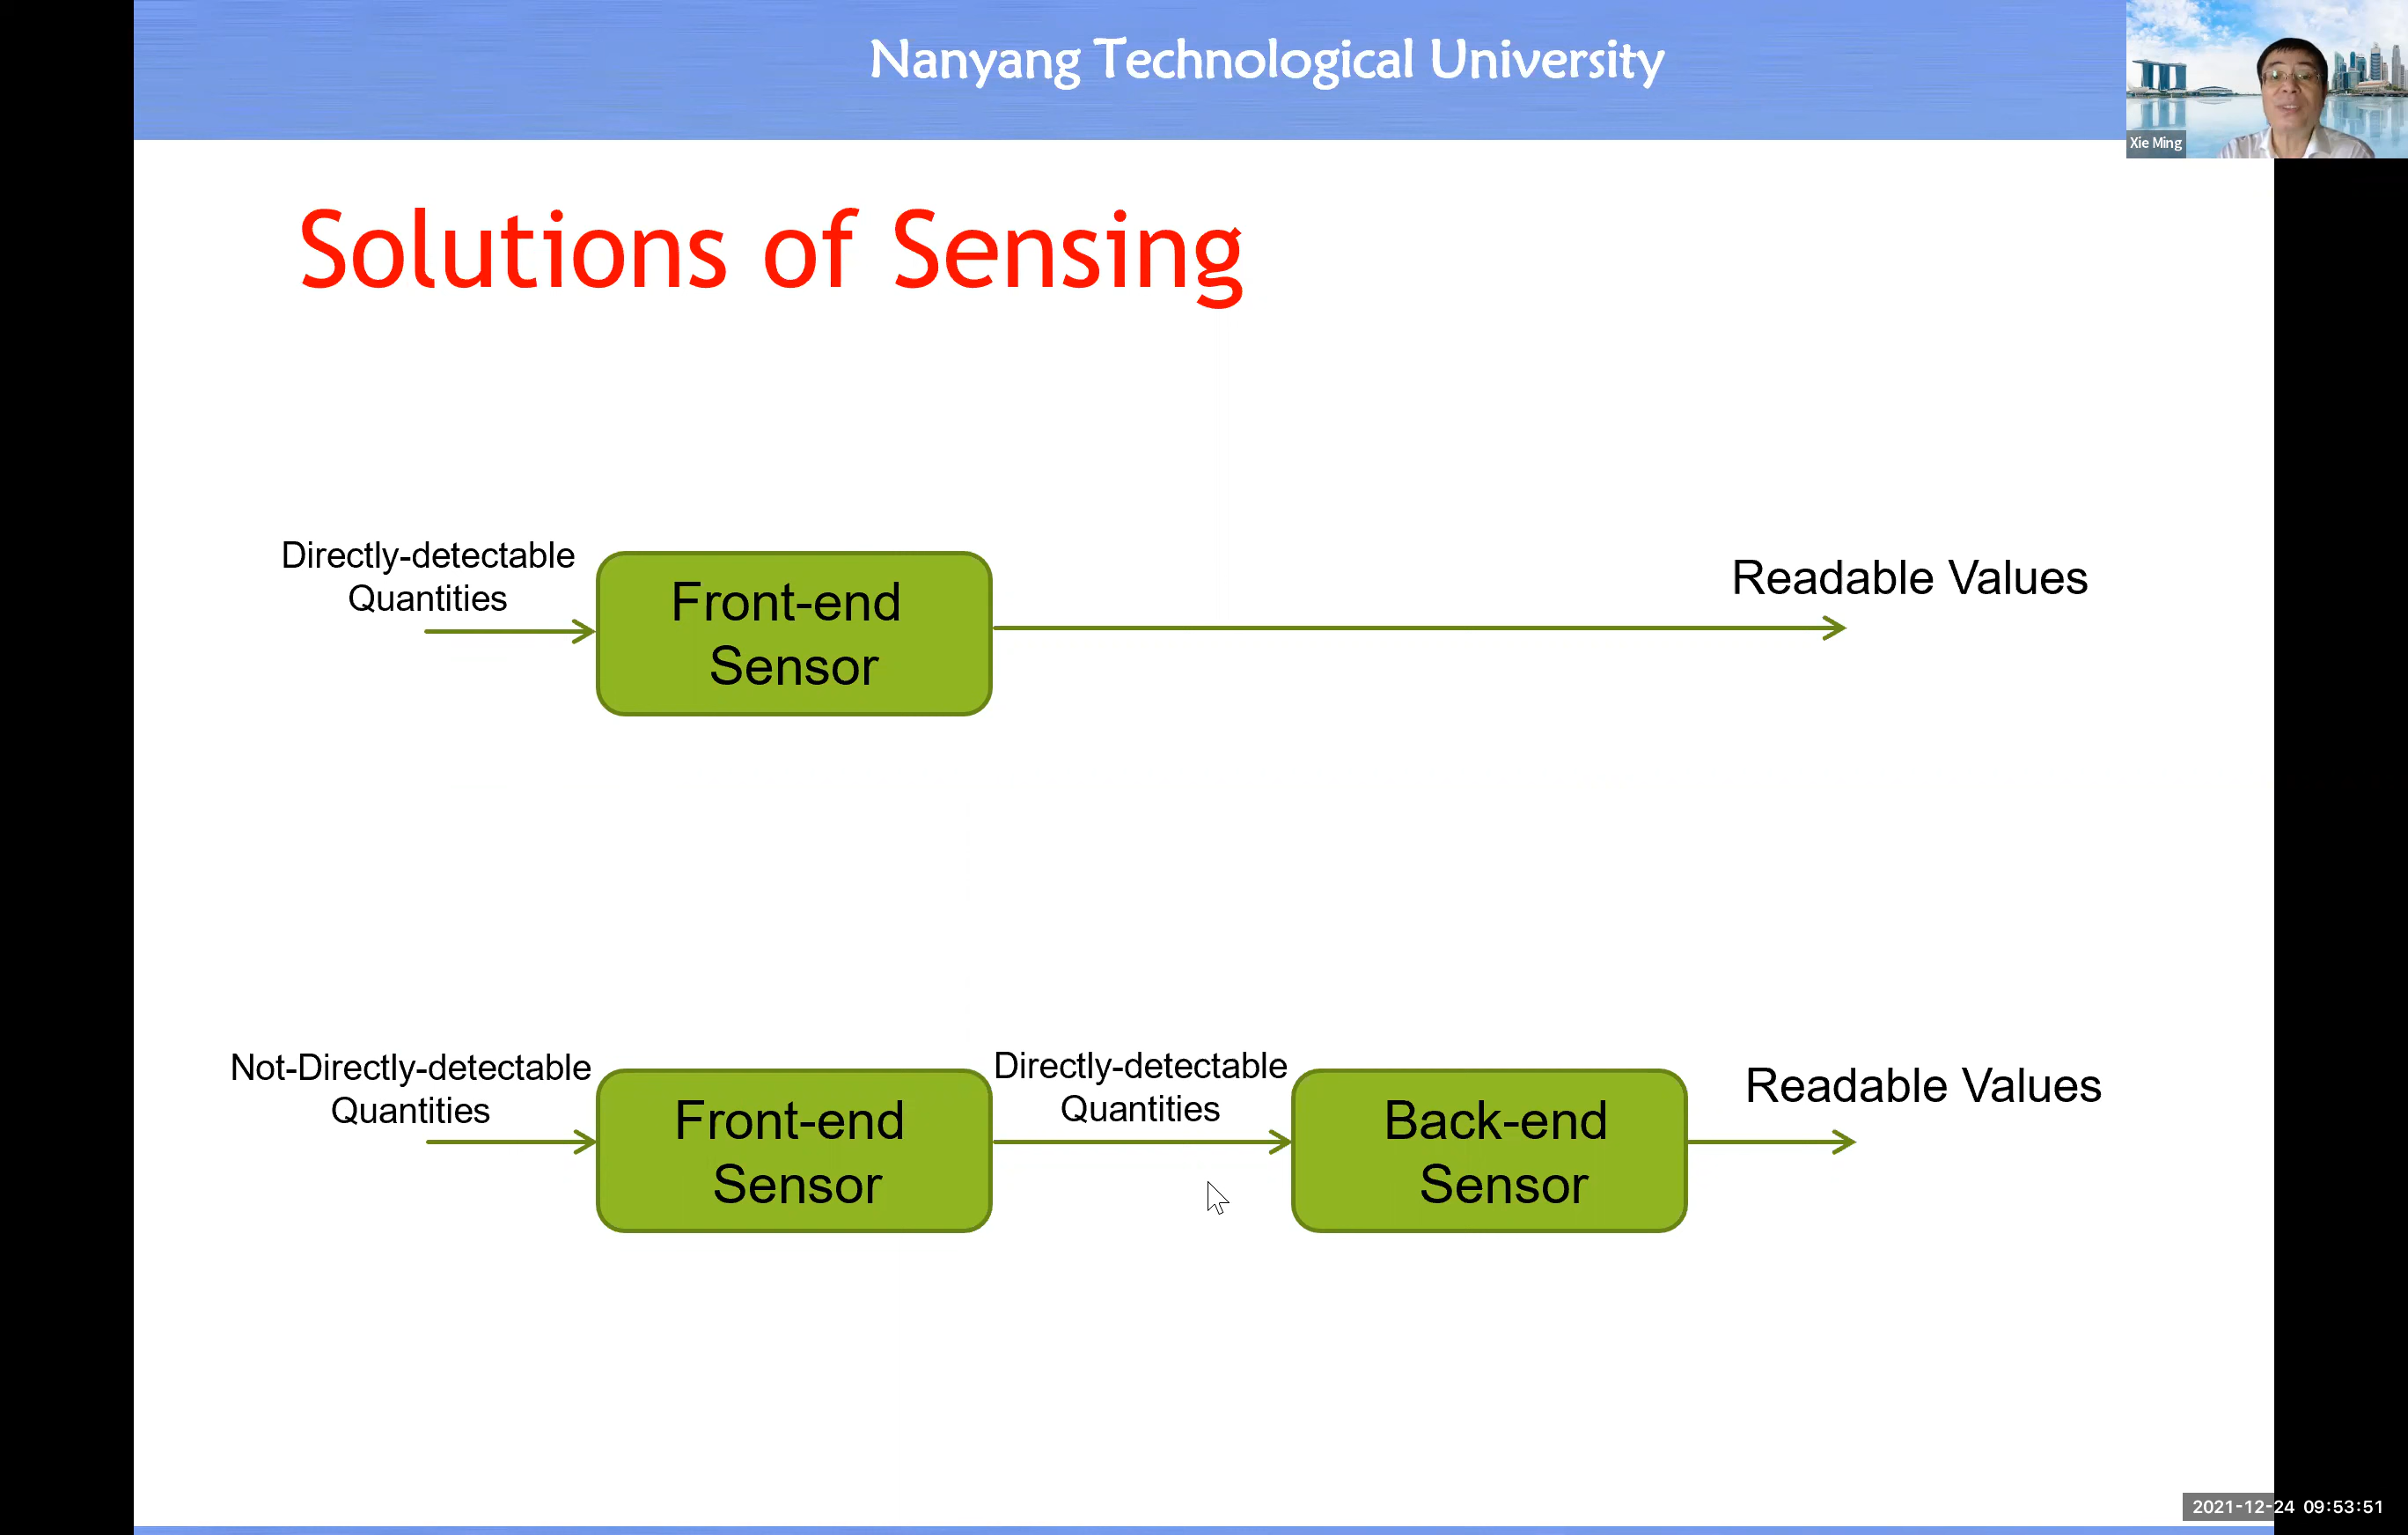 Nanyang Technological University
Xie Ming
Solutions of Sensing
Directly-detectable
Quantities
Front-end
Sensor
Readable Values
Not-Directly-detectable
Quantities
Front-end
Sensor
Directly-detectable
Quantities
Back-end
Sensor
Readable Values
2021-12-24 09:53:51